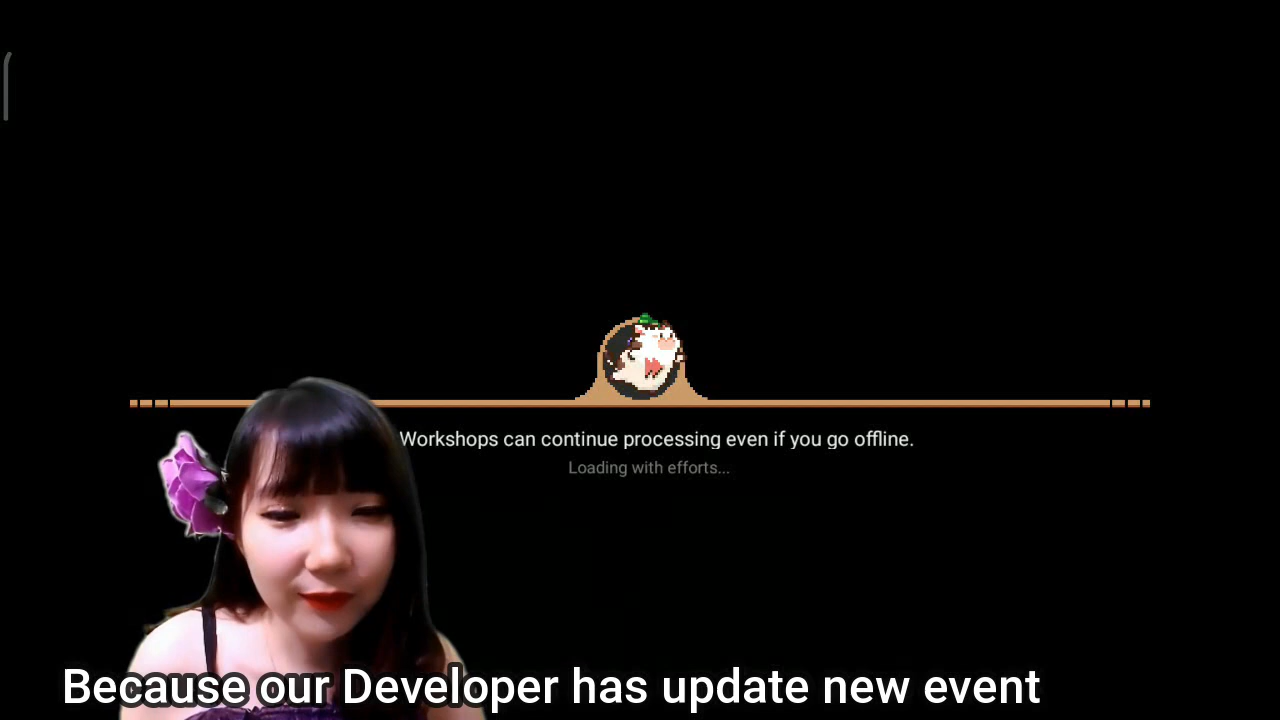 Workshops can continue processing even if you go offline.
Loading with efforts...
Because our Developer has update new event